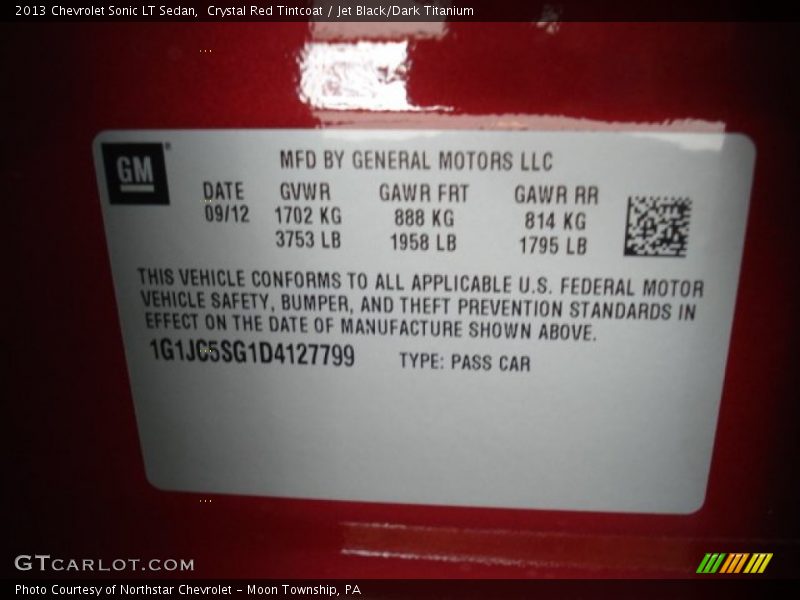 2013 Chevrolet Sonic LT Sedan,  Crystal Red Tintcoat / Jet Black/Dark Titanium
GM®
MFD BY GENERAL MOTORS LLC
DATE GVWR GAWR FRT GAWR RR
09/12 1702 KG 888 KG 814 KG
3753 LB 1958 LB 1795 LB
THIS VEHICLE CONFORMS TO ALL APPLICABLE U.S. FEDERAL MOTOR
VEHICLE SAFETY, BUMPER, AND THEFT PREVENTION STANDARDS IN
EFFECT ON THE DATE OF MANUFACTURE SHOWN ABOVE.
1G1JC5SG1D4127799 TYPE: PASS CAR
GTCARLOT.COM
Photo Courtesy of Northstar Chevrolet - Moon Township, PA